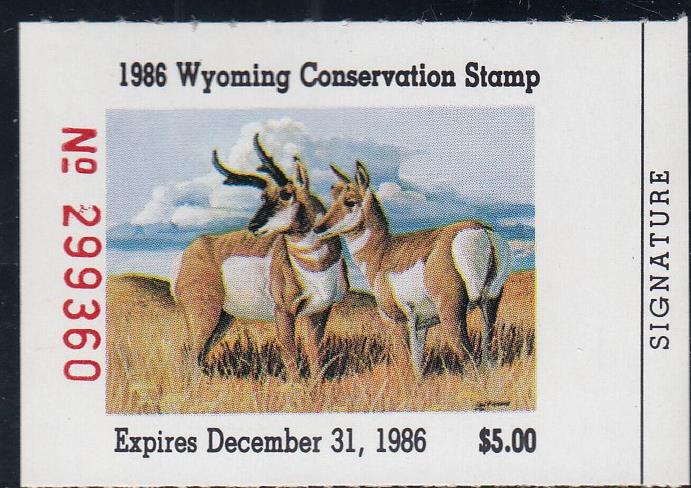 1986 Wyoming Conservation Stamp
No 299360
Expires December 31, 1986 $5.00
SIGNATURE